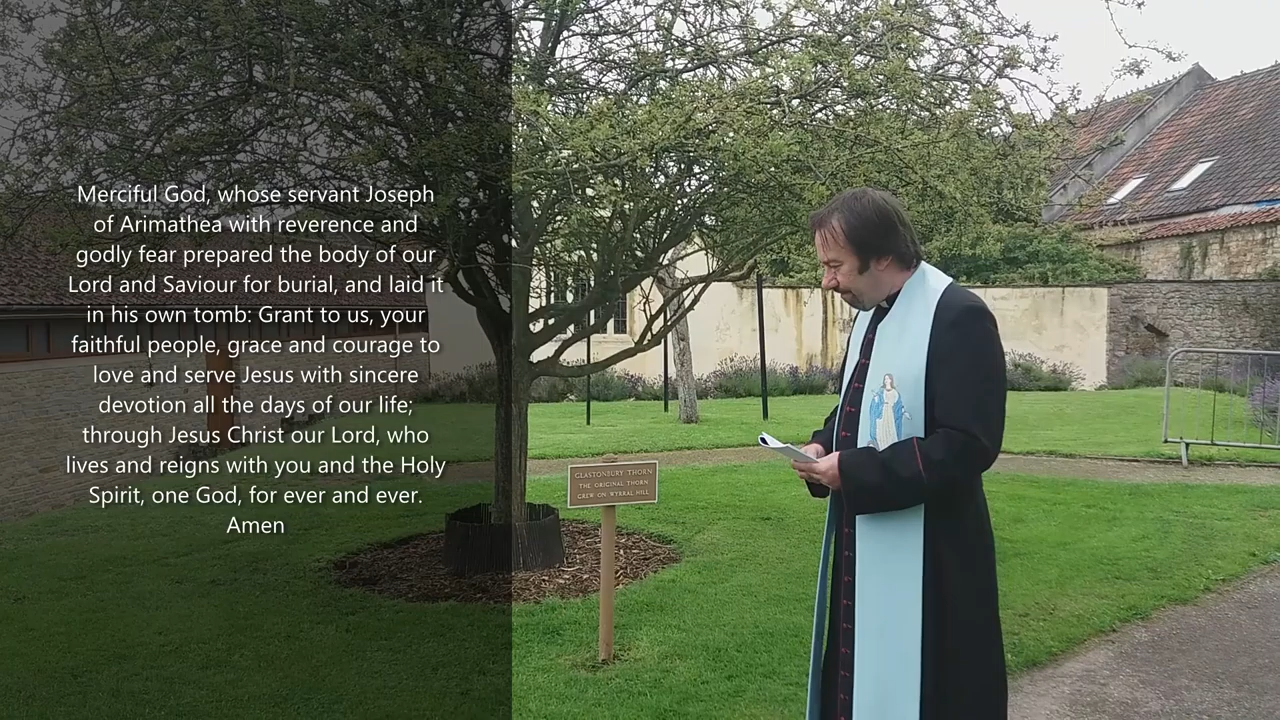 Merciful God, whose servant Joseph
of Arimathea with reverence and
godly fear prepared the body of our
Lord and Saviour for burial, and laid it
in his own tomb: Grant to us, your
faithful people, grace and courage to
love and serve Jesus with sincere
devotion all the days of our life;
through Jesus Christ our Lord, who
lives and reigns with you and the Holy
Spirit, one God, for ever and ever.
Amen
GLASTONBURY THORN
THE ORIGINAL THORN
GREW ON WYRRAL HILL